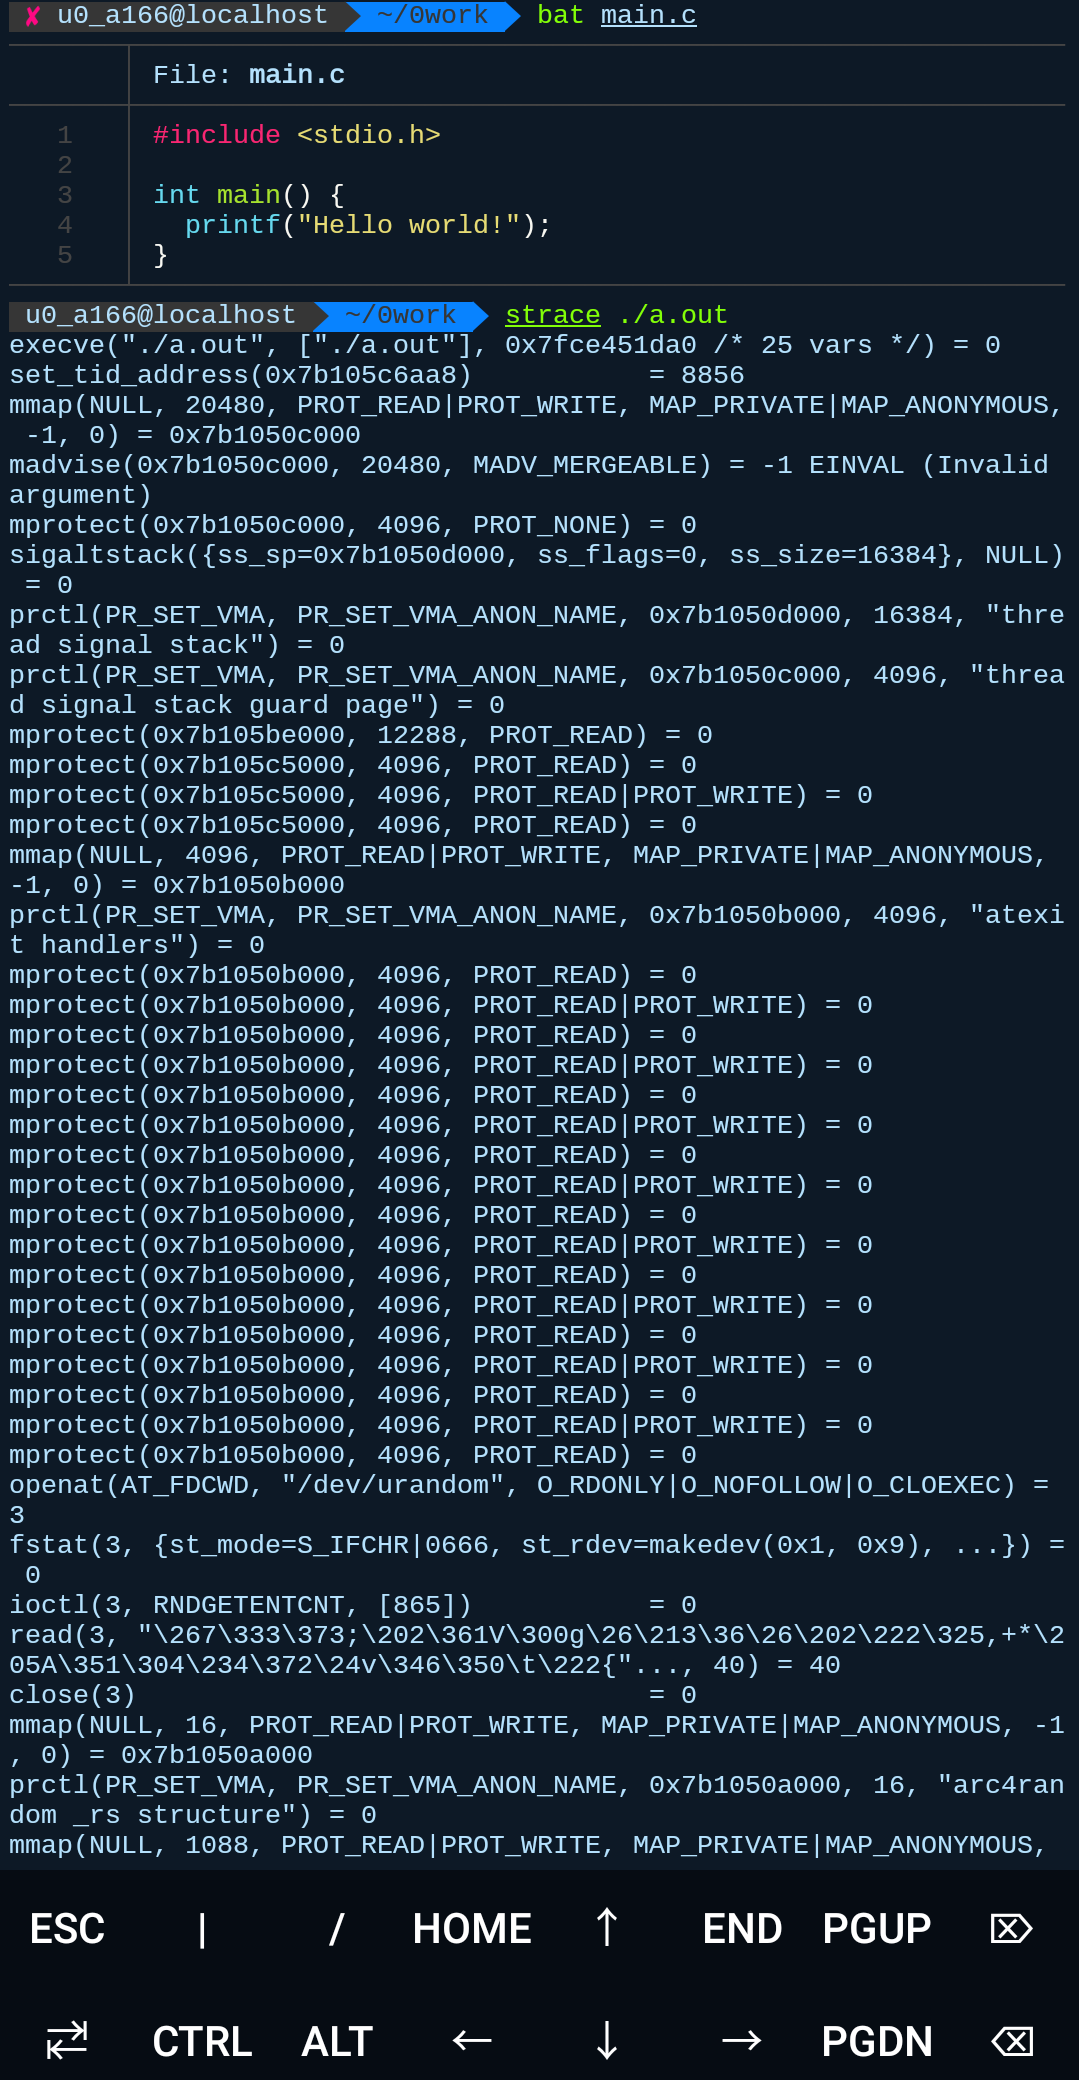 ✘ u0_a166@localhost ~/0work bat main.c
File: main.c
1 #include <stdio.h>
2
3 int main() {
4   printf("Hello world!");
5 }
u0_a166@localhost ~/0work strace ./a.out
execve("./a.out", ["./a.out"], 0x7fce451da0 /* 25 vars */) = 0
set_tid_address(0x7b105c6aa8)           = 8856
mmap(NULL, 20480, PROT_READ|PROT_WRITE, MAP_PRIVATE|MAP_ANONYMOUS,
 -1, 0) = 0x7b1050c000
madvise(0x7b1050c000, 20480, MADV_MERGEABLE) = -1 EINVAL (Invalid
argument)
mprotect(0x7b1050c000, 4096, PROT_NONE) = 0
sigaltstack({ss_sp=0x7b1050d000, ss_flags=0, ss_size=16384}, NULL)
 = 0
prctl(PR_SET_VMA, PR_SET_VMA_ANON_NAME, 0x7b1050d000, 16384, "thre
ad signal stack") = 0
prctl(PR_SET_VMA, PR_SET_VMA_ANON_NAME, 0x7b1050c000, 4096, "threa
d signal stack guard page") = 0
mprotect(0x7b105be000, 12288, PROT_READ) = 0
mprotect(0x7b105c5000, 4096, PROT_READ) = 0
mprotect(0x7b105c5000, 4096, PROT_READ|PROT_WRITE) = 0
mprotect(0x7b105c5000, 4096, PROT_READ) = 0
mmap(NULL, 4096, PROT_READ|PROT_WRITE, MAP_PRIVATE|MAP_ANONYMOUS,
-1, 0) = 0x7b1050b000
prctl(PR_SET_VMA, PR_SET_VMA_ANON_NAME, 0x7b1050b000, 4096, "atexi
t handlers") = 0
mprotect(0x7b1050b000, 4096, PROT_READ) = 0
mprotect(0x7b1050b000, 4096, PROT_READ|PROT_WRITE) = 0
mprotect(0x7b1050b000, 4096, PROT_READ) = 0
mprotect(0x7b1050b000, 4096, PROT_READ|PROT_WRITE) = 0
mprotect(0x7b1050b000, 4096, PROT_READ) = 0
mprotect(0x7b1050b000, 4096, PROT_READ|PROT_WRITE) = 0
mprotect(0x7b1050b000, 4096, PROT_READ) = 0
mprotect(0x7b1050b000, 4096, PROT_READ|PROT_WRITE) = 0
mprotect(0x7b1050b000, 4096, PROT_READ) = 0
mprotect(0x7b1050b000, 4096, PROT_READ|PROT_WRITE) = 0
mprotect(0x7b1050b000, 4096, PROT_READ) = 0
mprotect(0x7b1050b000, 4096, PROT_READ|PROT_WRITE) = 0
mprotect(0x7b1050b000, 4096, PROT_READ) = 0
mprotect(0x7b1050b000, 4096, PROT_READ|PROT_WRITE) = 0
mprotect(0x7b1050b000, 4096, PROT_READ) = 0
mprotect(0x7b1050b000, 4096, PROT_READ|PROT_WRITE) = 0
mprotect(0x7b1050b000, 4096, PROT_READ) = 0
openat(AT_FDCWD, "/dev/urandom", O_RDONLY|O_NOFOLLOW|O_CLOEXEC) =
3
fstat(3, {st_mode=S_IFCHR|0666, st_rdev=makedev(0x1, 0x9), ...}) =
 0
ioctl(3, RNDGETENTCNT, [865])           = 0
read(3, "\267\333\373;\202\361V\300g\26\213\36\26\202\222\325,+*\2
05A\351\304\234\372\24v\346\350\t\222{"..., 40) = 40
close(3)                                = 0
mmap(NULL, 16, PROT_READ|PROT_WRITE, MAP_PRIVATE|MAP_ANONYMOUS, -1
, 0) = 0x7b1050a000
prctl(PR_SET_VMA, PR_SET_VMA_ANON_NAME, 0x7b1050a000, 16, "arc4ran
dom _rs structure") = 0
mmap(NULL, 1088, PROT_READ|PROT_WRITE, MAP_PRIVATE|MAP_ANONYMOUS,
ESC | / HOME ↑ END PGUP ⌦
⇄ CTRL ALT ← ↓ → PGDN ⌫